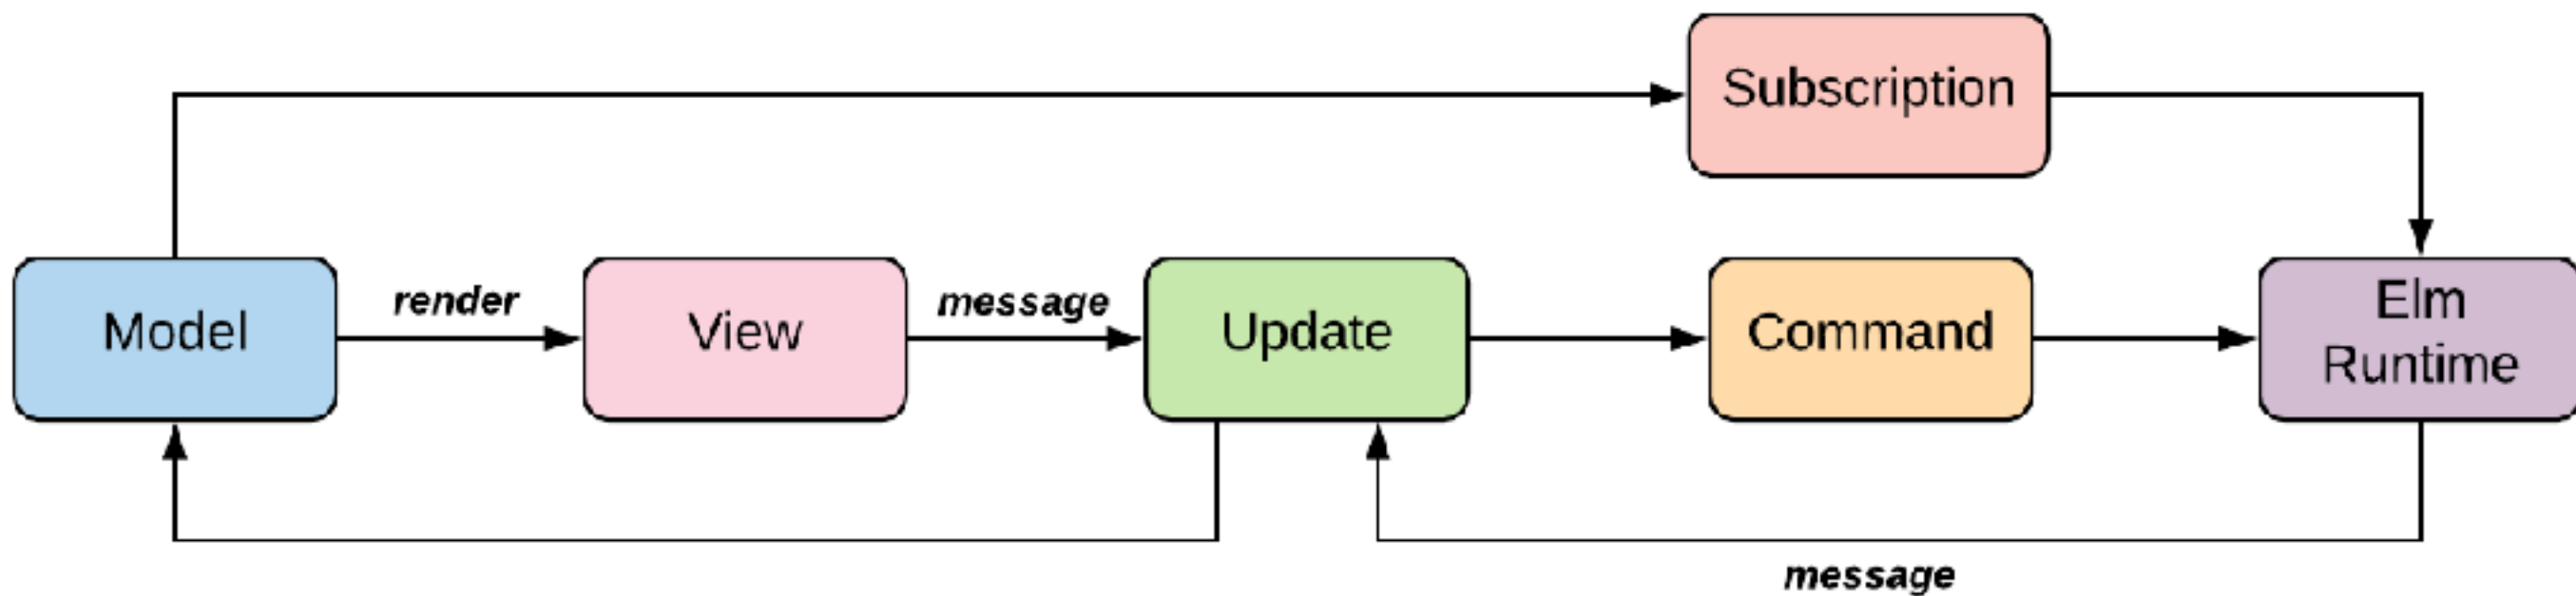 Subscription
Model
render
View
message
Update
Command
Elm
Runtime
message